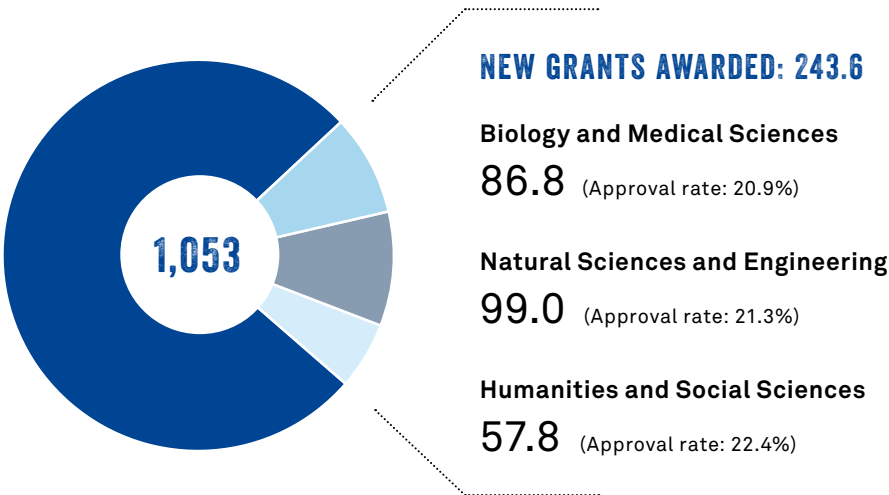 1,053
NEW GRANTS AWARDED: 243.6
Biology and Medical Sciences
86.8 (Approval rate: 20.9%)
Natural Sciences and Engineering
99.0 (Approval rate: 21.3%)
Humanities and Social Sciences
57.8 (Approval rate: 22.4%)